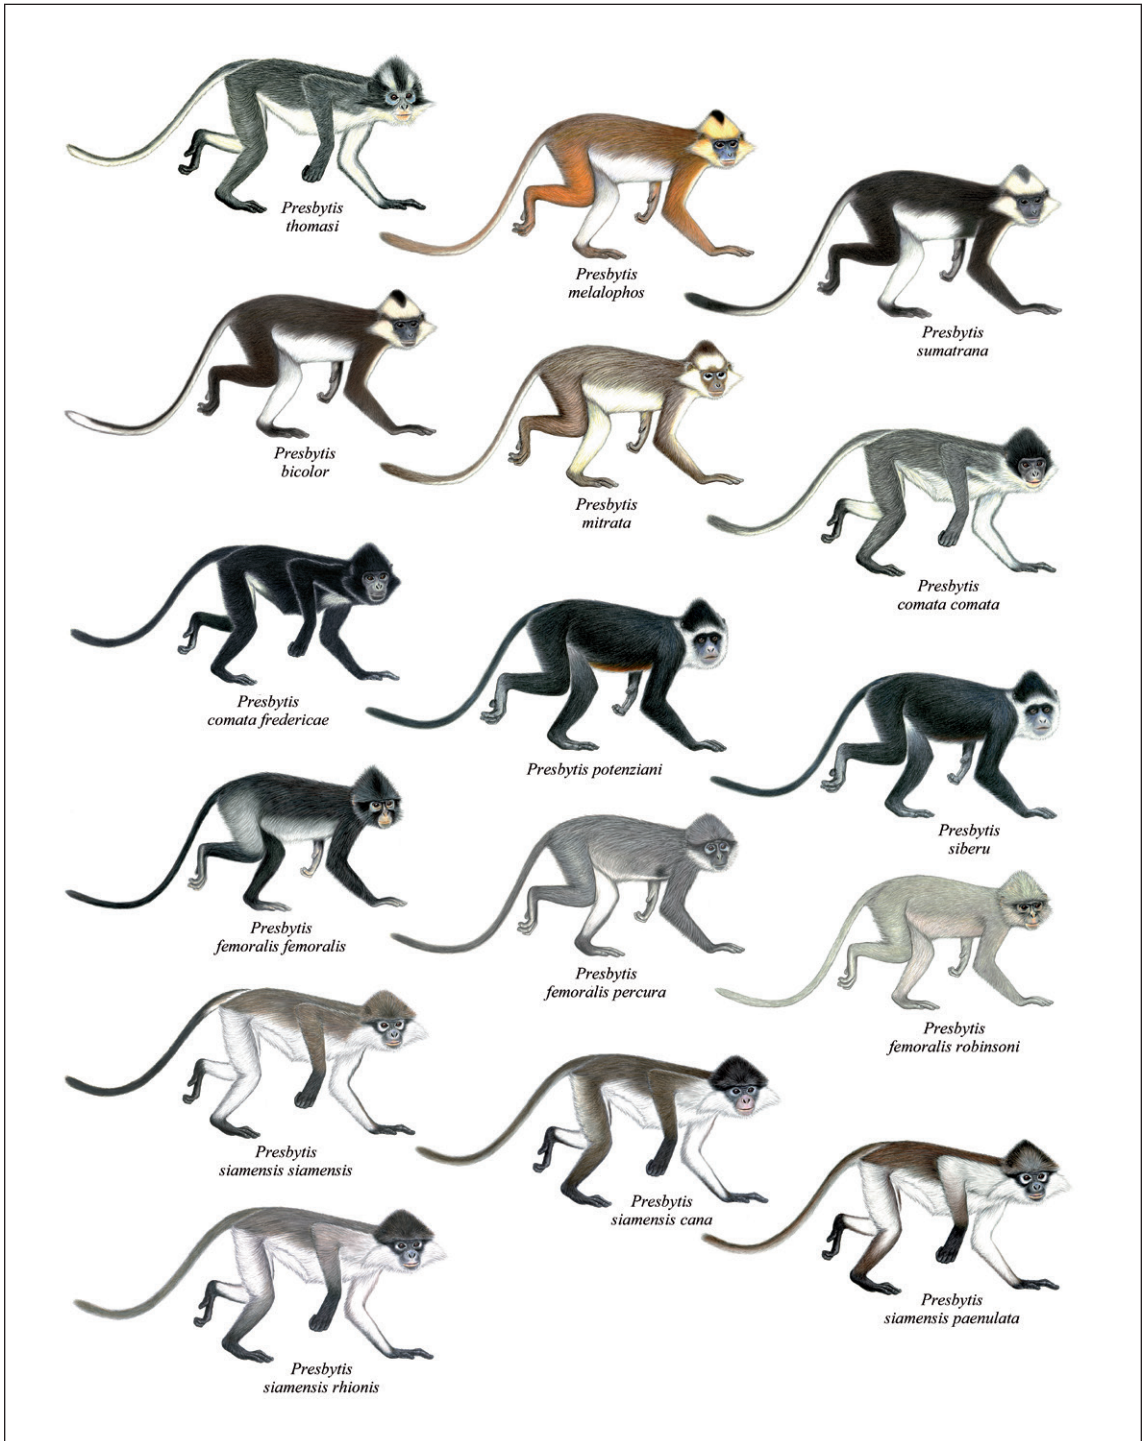 Presbytis
thomasi
Presbytis
melalophos
Presbytis
sumatrana
Presbytis
bicolor
Presbytis
mitrata
Presbytis
comata comata
Presbytis
comata fredericae
Presbytis potenziani
Presbytis
siberu
Presbytis
femoralis femoralis
Presbytis
femoralis percura
Presbytis
femoralis robinsoni
Presbytis
siamensis siamensis
Presbytis
siamensis cana
Presbytis
siamensis paenulata
Presbytis
siamensis rhionis